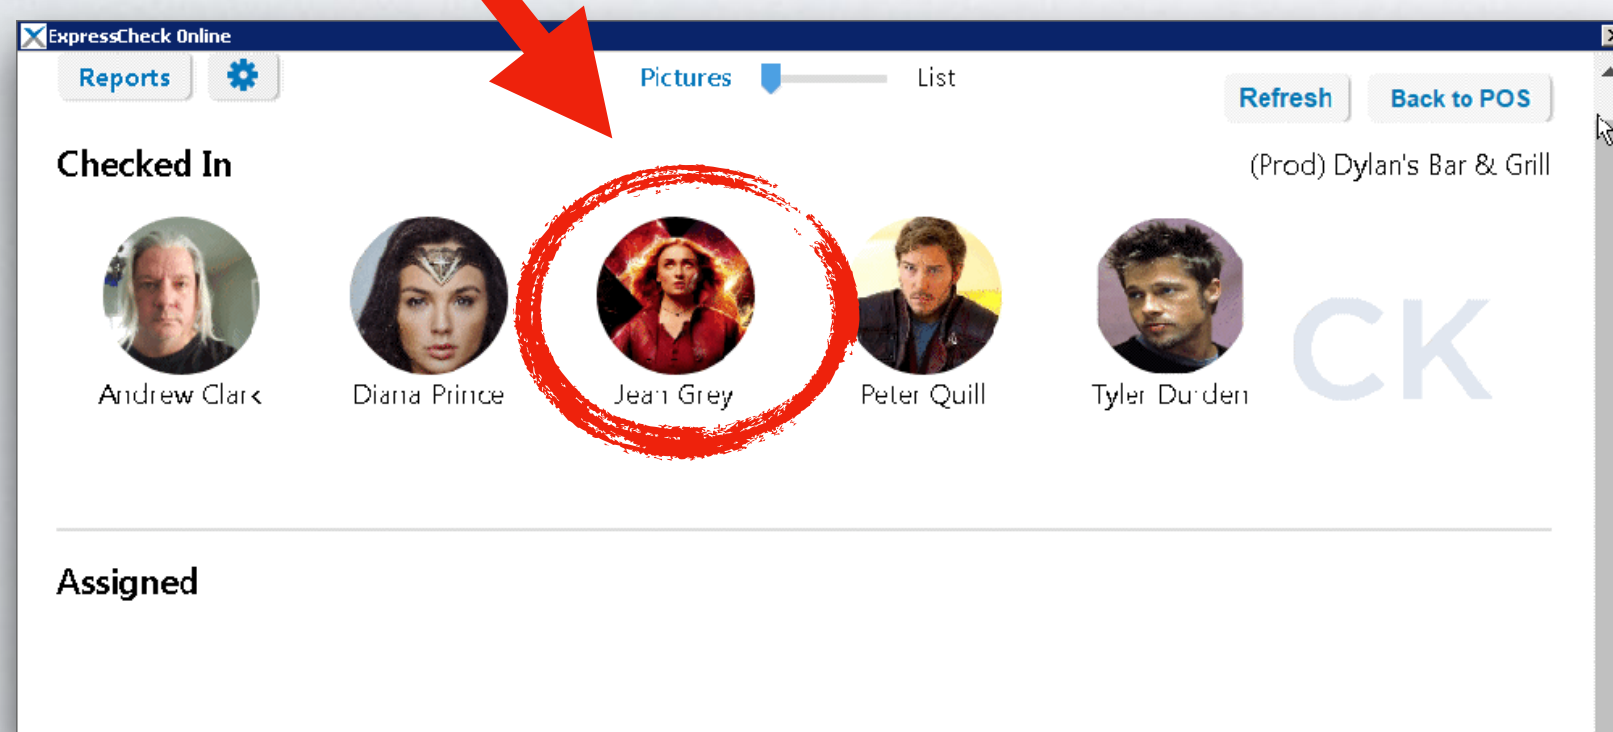 ExpressCheck Online
Reports
Pictures List
Refresh Back to POS
Checked In
(Prod) Dylan's Bar & Grill
CK
Andrew Clark Diana Prince Jean Grey Peter Quill Tyler Durden
Assigned